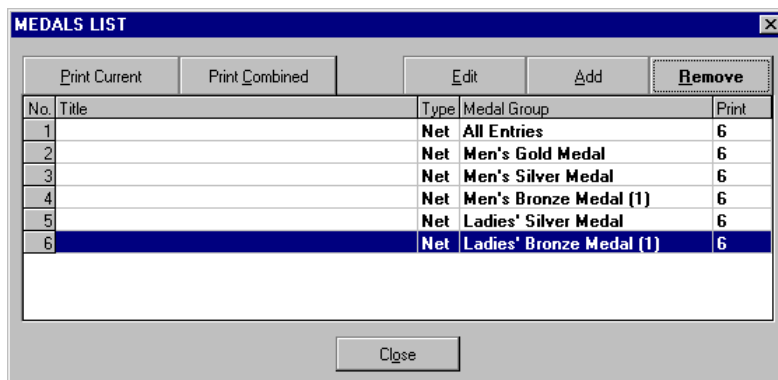 MEDALS LIST
Print Current Print Combined Edit Add Remove
No. Title Type Medal Group Print
1 Net All Entries 6
2 Net Men's Gold Medal 6
3 Net Men's Silver Medal 6
4 Net Men's Bronze Medal (1) 6
5 Net Ladies' Silver Medal 6
6 Net Ladies' Bronze Medal (1) 6
Close